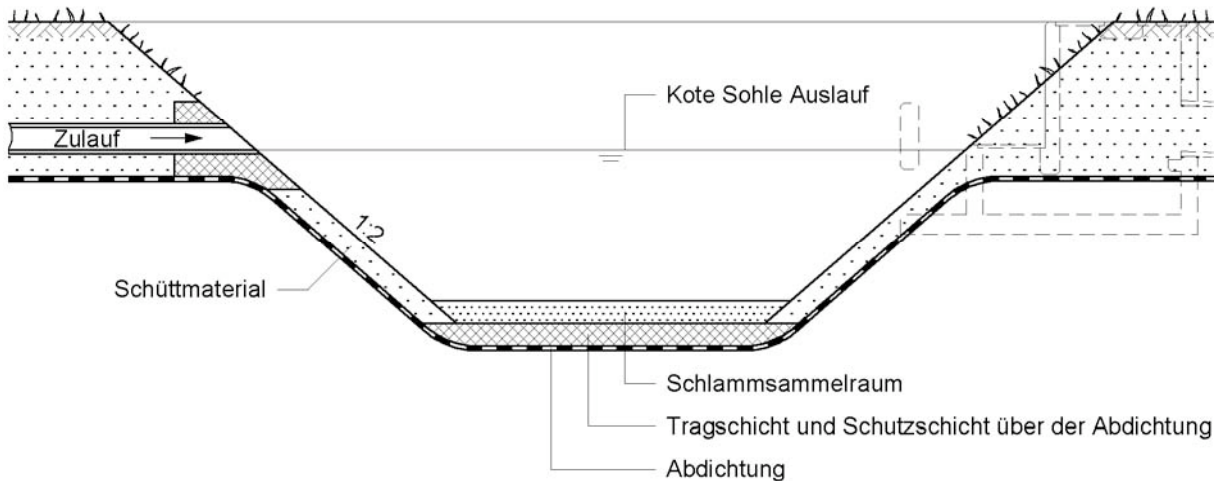 Kote Sohle Auslauf
Zulauf
1:2
Schüttmaterial
Schlammsammelraum
Tragschicht und Schutzschicht über der Abdichtung
Abdichtung